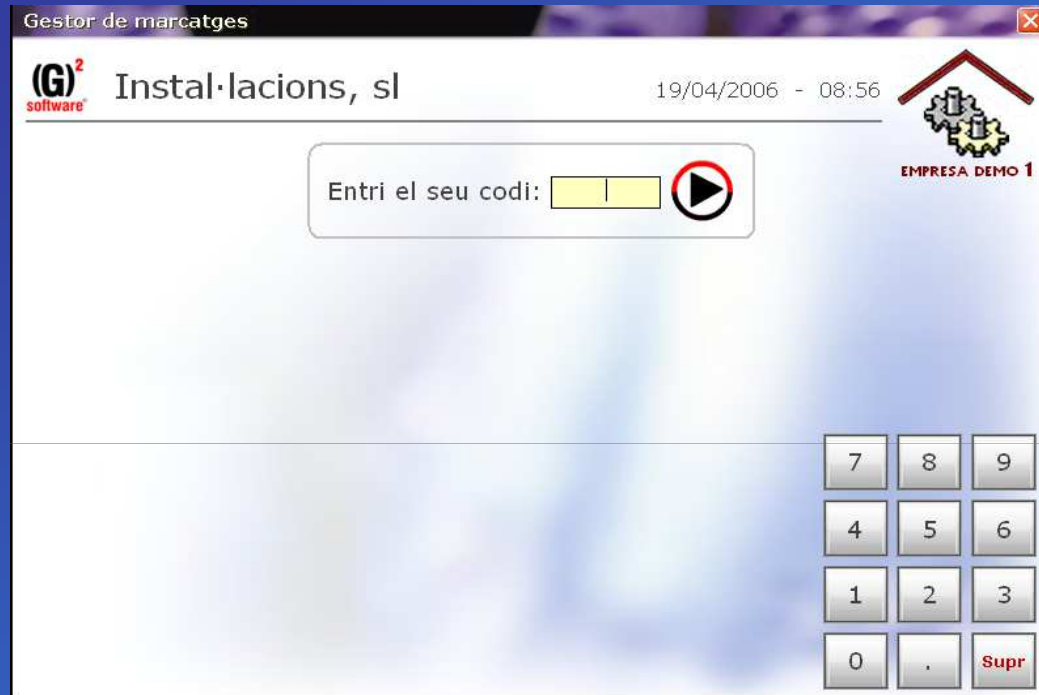 Gestor de marcatges
(G)2
software®
Instal·lacions, sl
19/04/2006 - 08:56
EMPRESA DEMO 1
Entri el seu codi:
7 8 9
4 5 6
1 2 3
0 . Supr